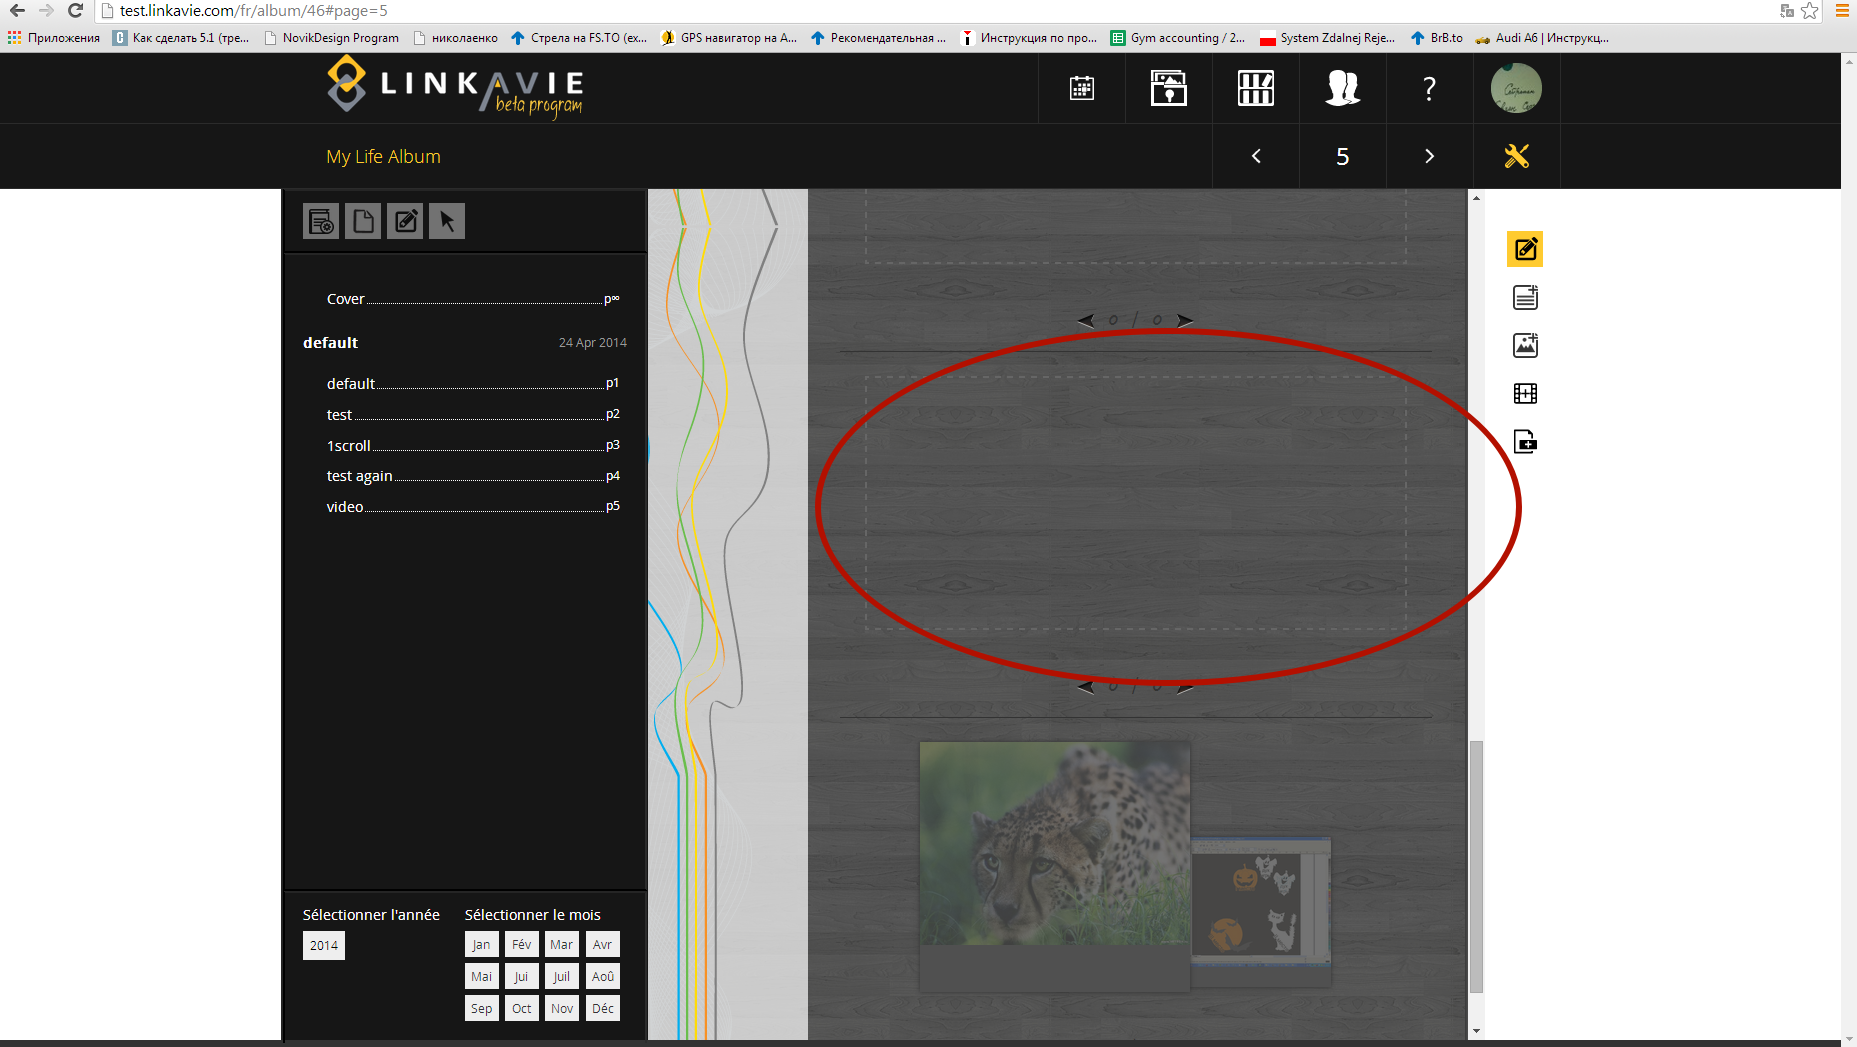 test.linkavie.com/fr/album/46#page=5
Приложения Как сделать 5.1 (тре... NovikDesign Program николаенко Стрела на FS.TO (ex... GPS навигатор на A... Рекомендательная ... Инструкция по про... Gym accounting / 2... System Zdalnej Reje... BrB.to Audi A6 | Инструкц...
LINKAVIE
beta program
?
My Life Album
5
Cover p∞
default 24 Apr 2014
default p1
test p2
1scroll p3
test again p4
video p5
0 / 0
0 / 0
Sélectionner l'année Sélectionner le mois
2014 Jan Fév Mar Avr
Mai Jui Juil Aoû
Sep Oct Nov Déc